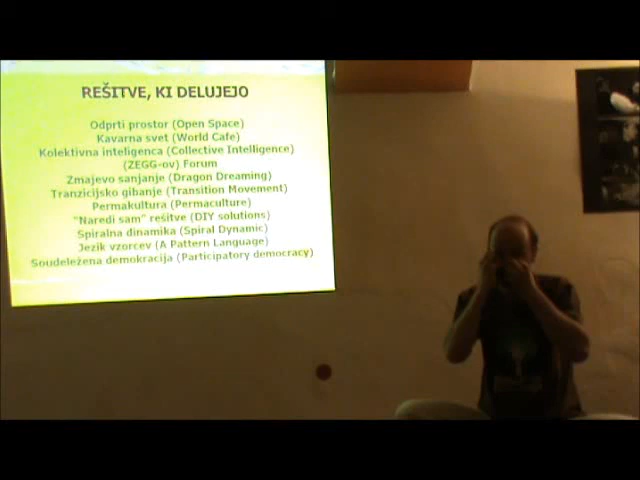 REŠITVE, KI DELUJEJO
Odprti prostor (Open Space)
Kavarna svet (World Cafe)
Kolektivna inteligenca (Collective Intelligence)
(ZEGG-ov) Forum
Zmajevo sanjanje (Dragon Dreaming)
Tranzicijsko gibanje (Transition Movement)
Permakultura (Permaculture)
"Naredi sam" rešitve (DIY solutions)
Spiralna dinamika (Spiral Dynamic)
Jezik vzorcev (A Pattern Language)
Soudeležena demokracija (Participatory democracy)